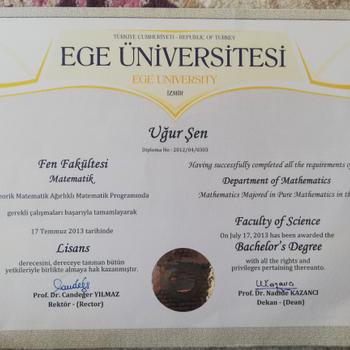 TÜRKİYE CUMHURİYETİ - REPUBLIC OF TURKEY
EGE ÜNİVERSİTESİ
EGE UNIVERSITY
İZMİR
Uğur Şen
Diploma No : 2012/04/0303
Fen Fakültesi
Matematik
Teorik Matematik Ağırlıklı Matematik Programında
gerekli çalışmaları başarıyla tamamlayarak
17 Temmuz 2013 tarihinde
Lisans
derecesini, dereceye tanınan bütün
yetkileriyle birlikte almaya hak kazanmıştır.
Prof. Dr. Candeğer YILMAZ
Rektör - (Rector)
Having successfully completed all the requirements o
Department of Mathematics
Mathematics Majored in Pure Mathematics in th
Faculty of Science
On July 17, 2013 has been awarded the
Bachelor's Degree
with all the rights and
privileges pertaining thereunto.
Prof. Dr. Nadide KAZANCI
Dekan - (Dean)